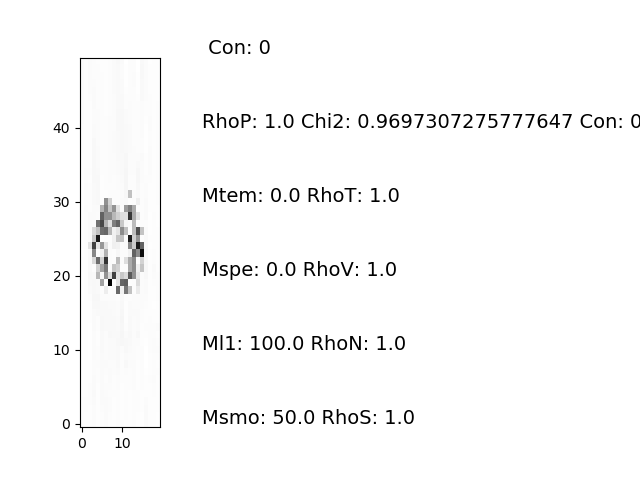 Con: 0
RhoP: 1.0 Chi2: 0.9697307275777647 Con: 0
Mtem: 0.0 RhoT: 1.0
Mspe: 0.0 RhoV: 1.0
Ml1: 100.0 RhoN: 1.0
Msmo: 50.0 RhoS: 1.0
40
30
20
10
0
0 10